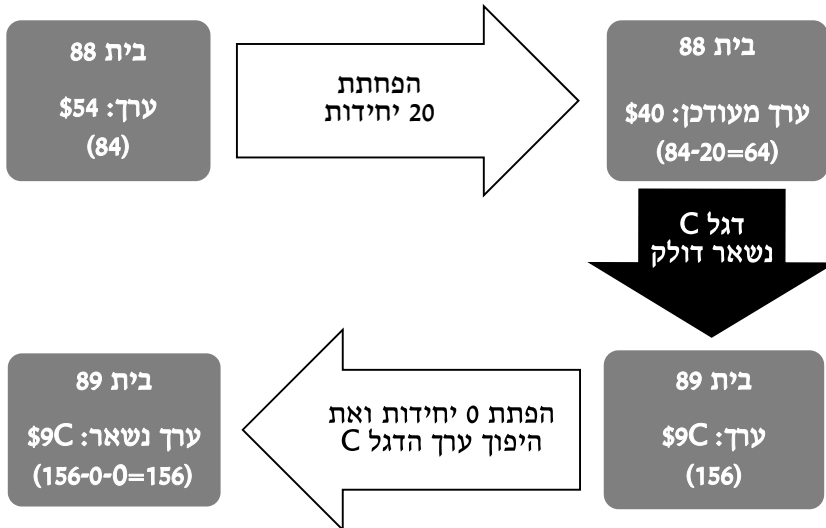 בית 88
ערך: $54
(84)
הפחתת
20 יחידות
בית 88
ערך מעודכן: $40
(84-20=64)
דגל C
נשאר דולק
בית 89
ערך: $9C
(156)
הפתת 0 יחידות ואת
היפוך ערך הדגל C
בית 89
ערך נשאר: $9C
(156-0-0=156)